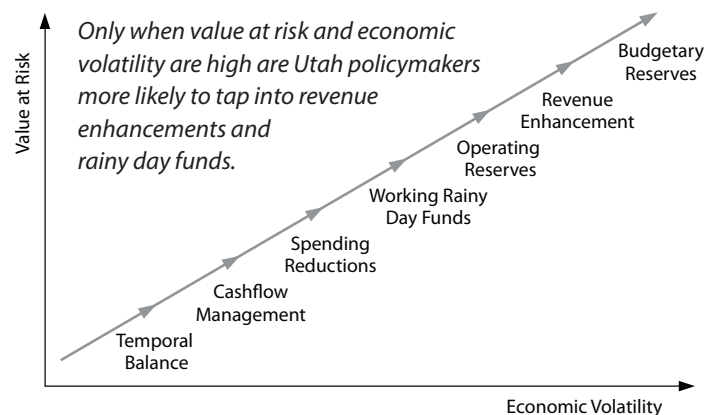 Only when value at risk and economic
volatility are high are Utah policymakers
more likely to tap into revenue
enhancements and
rainy day funds.
Value at Risk
Budgetary
Reserves
Revenue
Enhancement
Operating
Reserves
Working Rainy
Day Funds
Spending
Reductions
Cashflow
Management
Temporal
Balance
Economic Volatility